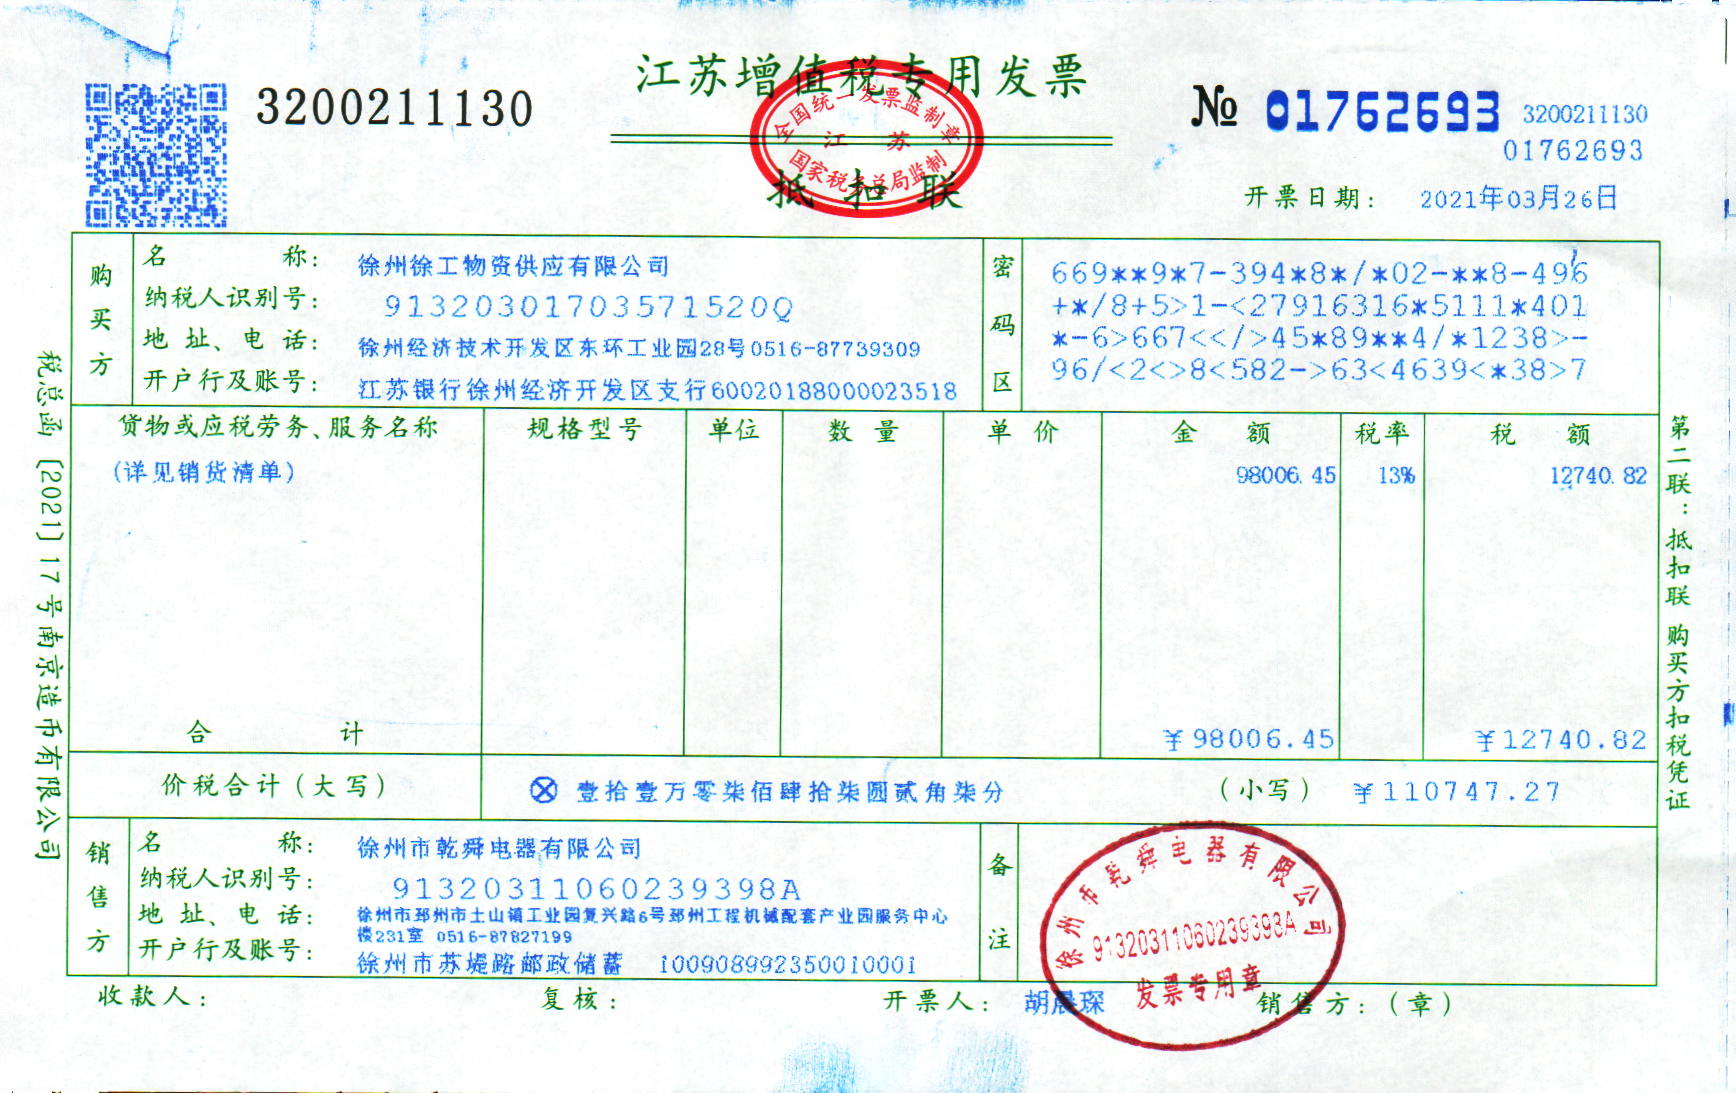 3200211130
江苏增值税专用发票
全国统一发票监制章
江苏
国家税务总局监制
抵扣联
№ 01762693
3200211130
01762693
开票日期: 2021年03月26日
购买方
名称: 徐州徐工物资供应有限公司
纳税人识别号: 91320301703571520Q
地址、电话: 徐州经济技术开发区东环工业园28号0516-87739309
开户行及账号: 江苏银行徐州经济开发区支行60020188000023518
密码区
669**9*7-394*8*/*02-**8-496
+*/8+5>1-<27916316*5111*401
*-6>667<</>45*89**4/*1238>-
96/<2<>8<582->63<4639<*38>7
货物或应税劳务、服务名称 规格型号 单位 数量 单价 金额 税率 税额
(详见销货清单) 98006.45 13% 12740.82
合计 ¥98006.45 ¥12740.82
价税合计(大写) ⊗壹拾壹万零柒佰肆拾柒圆贰角柒分 (小写) ¥110747.27
销售方
名称: 徐州市乾舜电器有限公司
纳税人识别号: 91320311060239398A
地址、电话: 徐州市邳州市土山镇工业园复兴路6号邳州工程机械配套产业园服务中心
楼231室 0516-87827199
开户行及账号: 徐州市苏堤路邮政储蓄 100908992350010001
备注
徐州市乾舜电器有限公司
91320311060239398A
发票专用章
收款人: 复核: 开票人: 胡晨琛 销售方:(章)
税总函〔2021〕17号南京造币有限公司
第二联:抵扣联 购买方扣税凭证